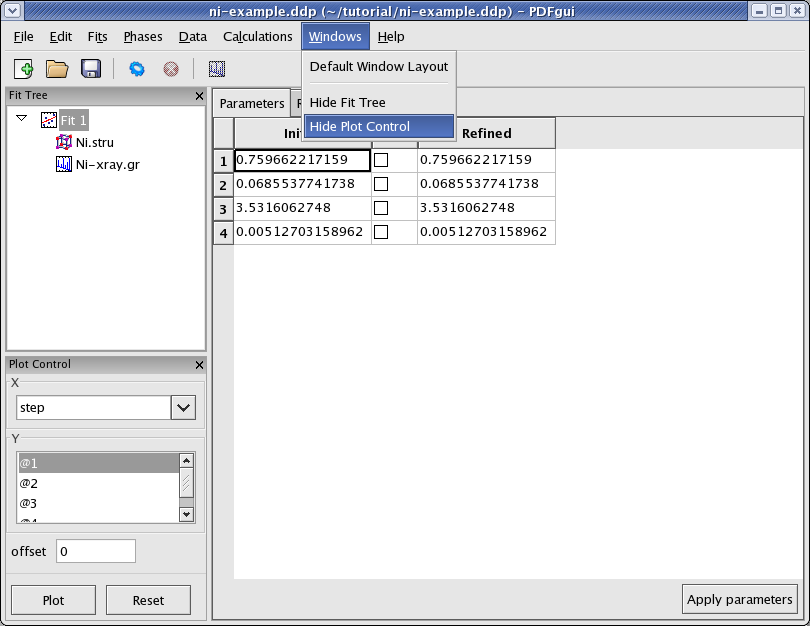 ni-example.ddp (~/tutorial/ni-example.ddp) - PDFgui
File Edit Fits Phases Data Calculations Windows Help
Default Window Layout
Hide Fit Tree
Hide Plot Control
Fit Tree
Fit 1
Ni.stru
Ni-xray.gr
Plot Control
X
step
Y
@1
@2
@3
@4
offset 0
Plot Reset
Parameters
Refined
1 0.759662217159 0.759662217159
2 0.0685537741738 0.0685537741738
3 3.5316062748 3.5316062748
4 0.00512703158962 0.00512703158962
Apply parameters